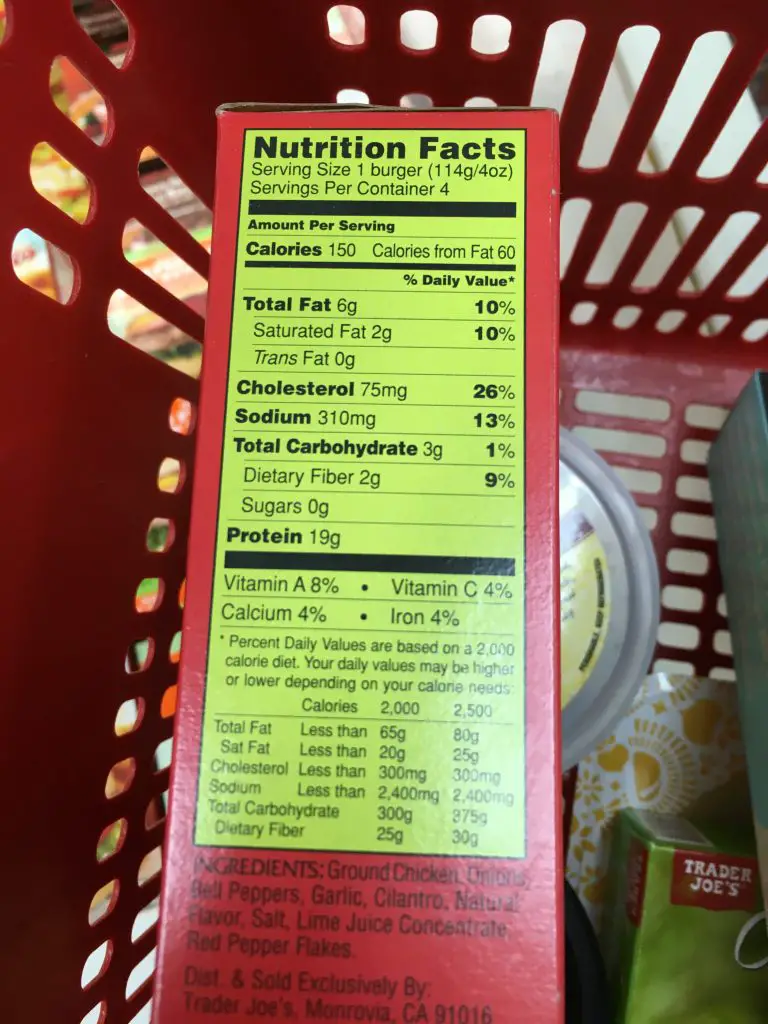 Nutrition Facts
Serving Size 1 burger (114g/4oz)
Servings Per Container 4
Amount Per Serving
Calories 150 Calories from Fat 60
% Daily Value*
Total Fat 6g 10%
Saturated Fat 2g 10%
Trans Fat 0g
Cholesterol 75mg 26%
Sodium 310mg 13%
Total Carbohydrate 3g 1%
Dietary Fiber 2g 9%
Sugars 0g
Protein 19g
Vitamin A 8% • Vitamin C 4%
Calcium 4% • Iron 4%
* Percent Daily Values are based on a 2,000
calorie diet. Your daily values may be higher
or lower depending on your calorie needs:
Calories 2,000 2,500
Total Fat Less than 65g 80g
Sat Fat Less than 20g 25g
Cholesterol Less than 300mg 300mg
Sodium Less than 2,400mg 2,400mg
Total Carbohydrate 300g 375g
Dietary Fiber 25g 30g
INGREDIENTS: Ground Chicken, Onions,
Bell Peppers, Garlic, Cilantro, Natural
Flavor, Salt, Lime Juice Concentrate,
Red Pepper Flakes.
Dist. & Sold Exclusively By:
Trader Joe's, Monrovia, CA 91016
TRADER
JOE'S